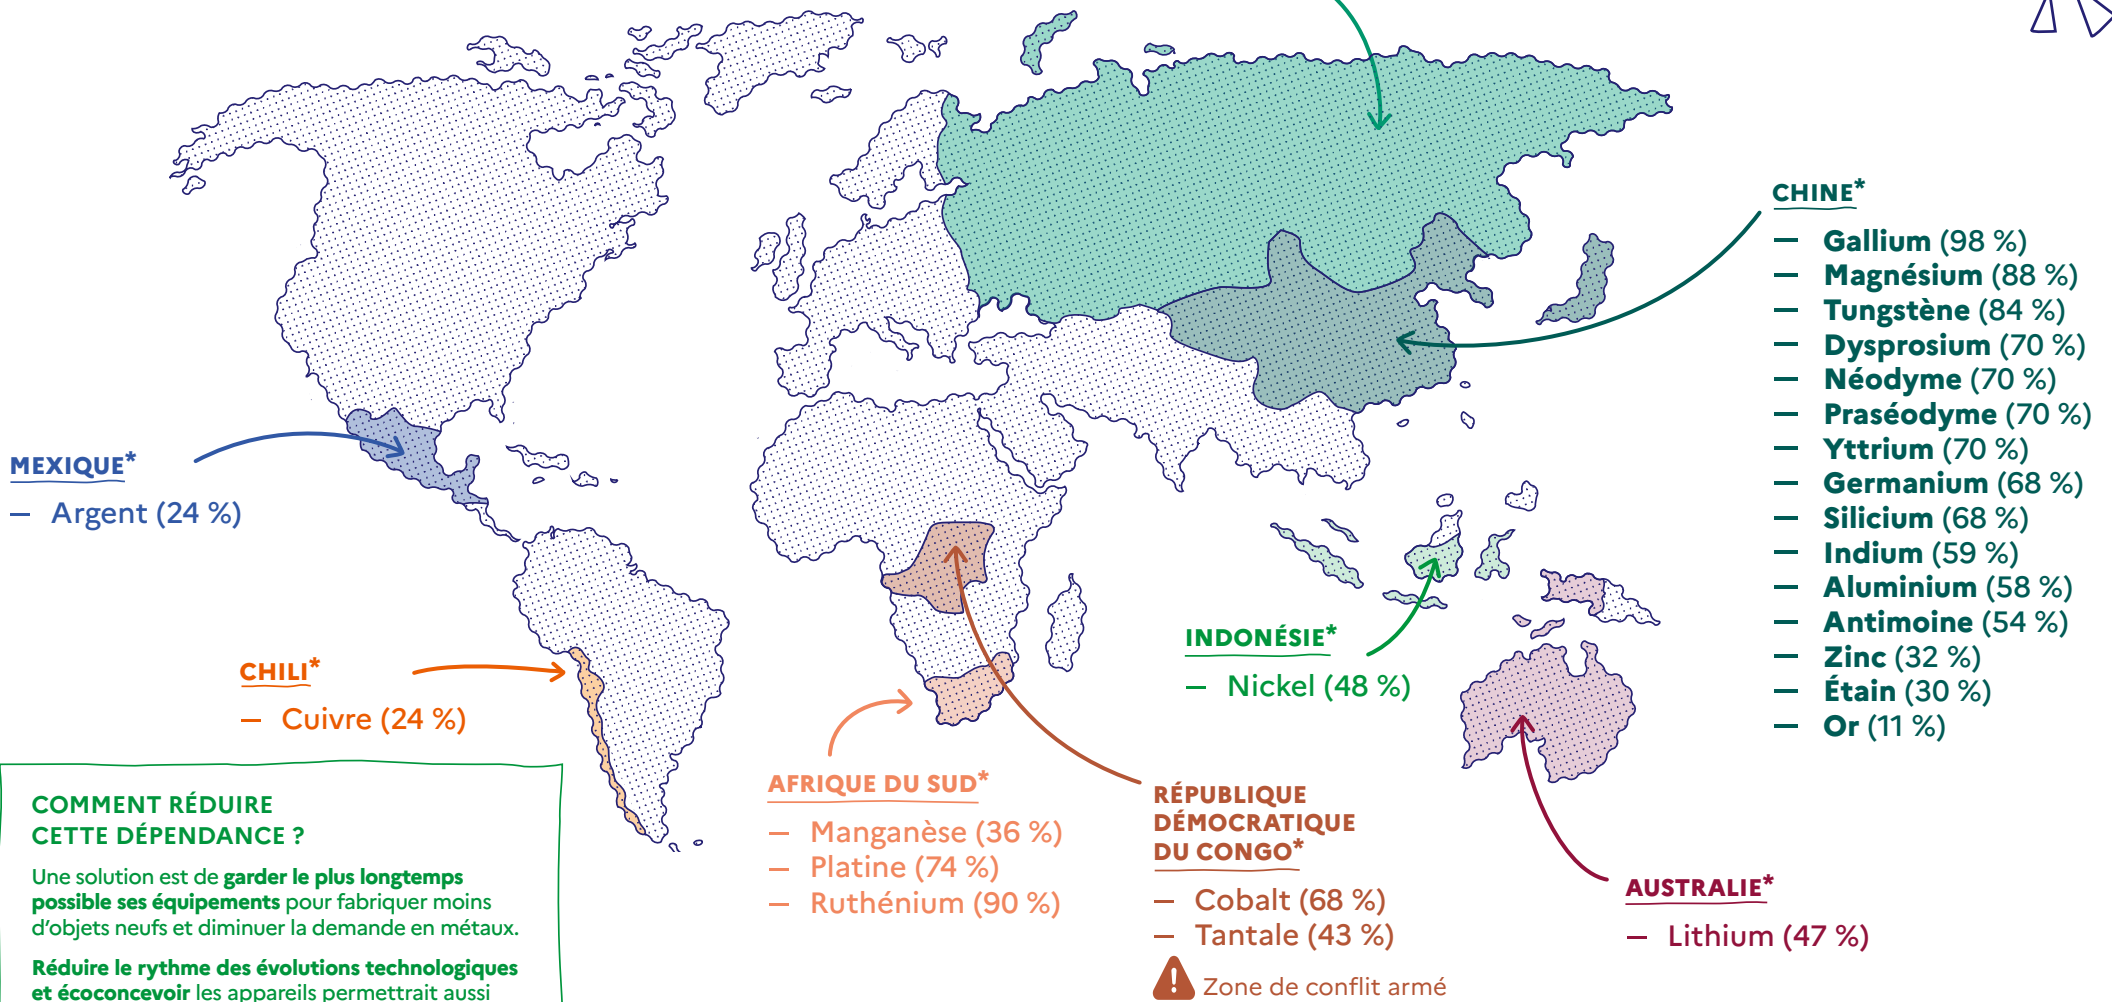 CHINE*
— Gallium (98 %)
— Magnésium (88 %)
— Tungstène (84 %)
— Dysprosium (70 %)
— Néodyme (70 %)
— Praséodyme (70 %)
— Yttrium (70 %)
— Germanium (68 %)
— Silicium (68 %)
— Indium (59 %)
— Aluminium (58 %)
— Antimoine (54 %)
— Zinc (32 %)
— Étain (30 %)
— Or (11 %)
MEXIQUE*
— Argent (24 %)
CHILI*
— Cuivre (24 %)
INDONÉSIE*
— Nickel (48 %)
AFRIQUE DU SUD*
— Manganèse (36 %)
— Platine (74 %)
— Ruthénium (90 %)
RÉPUBLIQUE
DÉMOCRATIQUE
DU CONGO*
— Cobalt (68 %)
— Tantale (43 %)
! Zone de conflit armé
AUSTRALIE*
— Lithium (47 %)
COMMENT RÉDUIRE
CETTE DÉPENDANCE ?
Une solution est de garder le plus longtemps
possible ses équipements pour fabriquer moins
d'objets neufs et diminuer la demande en métaux.
Réduire le rythme des évolutions technologiques
et écoconcevoir les appareils permettrait aussi